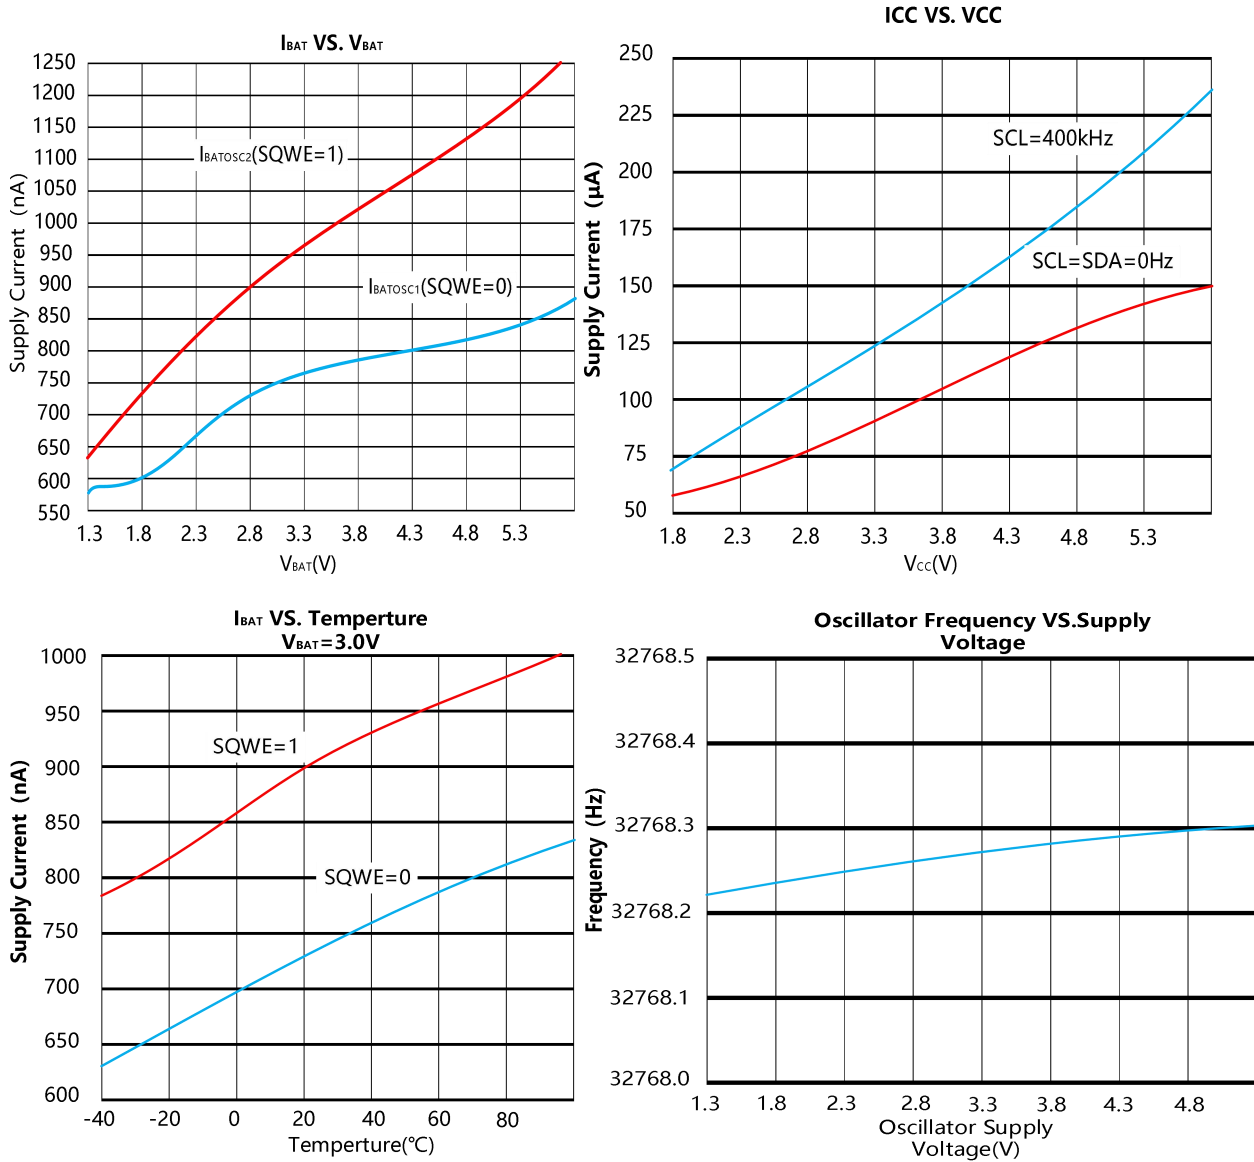 IBAT VS. VBAT
1250
1200
1150
1100
1050
1000
950
900
850
800
750
700
650
600
550
Supply Current (nA)
IBATOSC2(SQWE=1)
IBATOSC1(SQWE=0)
1.3 1.8 2.3 2.8 3.3 3.8 4.3 4.8 5.3
VBAT(V)
ICC VS. VCC
250
225
200
175
150
125
100
75
50
Supply Current (μA)
SCL=400kHz
SCL=SDA=0Hz
1.8 2.3 2.8 3.3 3.8 4.3 4.8 5.3
VCC(V)
IBAT VS. Temperture
VBAT=3.0V
1000
950
900
850
800
750
700
650
600
Supply Current (nA)
SQWE=1
SQWE=0
-40 -20 0 20 40 60 80
Temperture(℃)
Oscillator Frequency VS.Supply
Voltage
32768.5
32768.4
32768.3
32768.2
32768.1
32768.0
Frequency (Hz)
1.3 1.8 2.3 2.8 3.3 3.8 4.3 4.8
Oscillator Supply
Voltage(V)